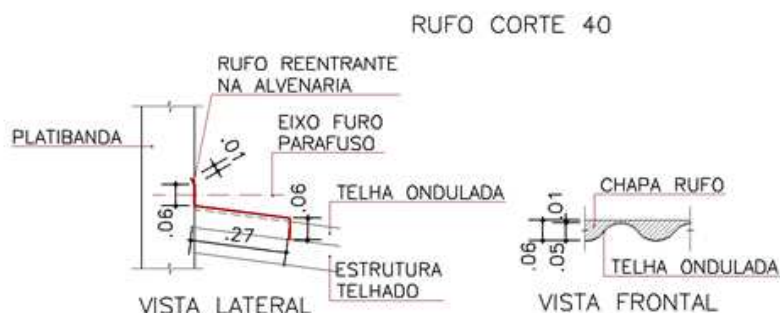 RUFO CORTE 40
RUFO REENTRANTE
NA ALVENARIA
PLATIBANDA
EIXO FURO
PARAFUSO
.01
.06
.06
TELHA ONDULADA
.27
ESTRUTURA
TELHADO
VISTA LATERAL
.01
CHAPA RUFO
.06
.05
TELHA ONDULADA
VISTA FRONTAL